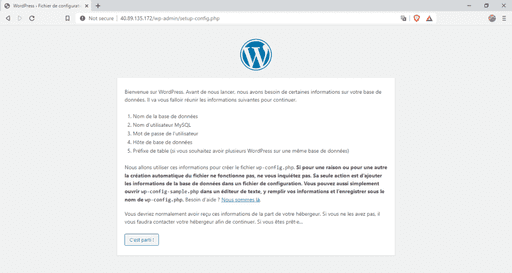 WordPress › Fichier de configurat
Not secure | 40.89.135.172/wp-admin/setup-config.php
Bienvenue sur WordPress. Avant de nous lancer, nous avons besoin de certaines informations sur votre base de
données. Il va vous falloir réunir les informations suivantes pour continuer.
1. Nom de la base de données
2. Nom d'utilisateur MySQL
3. Mot de passe de l'utilisateur
4. Hôte de base de données
5. Préfixe de table (si vous souhaitez avoir plusieurs WordPress sur une même base de données)
Nous allons utiliser ces informations pour créer le fichier wp-config.php. Si pour une raison ou pour une autre
la création automatique du fichier ne fonctionne pas, ne vous inquiétez pas. Sa seule action est d'ajouter
les informations de la base de données dans un fichier de configuration. Vous pouvez aussi simplement
ouvrir wp-config-sample.php dans un éditeur de texte, y remplir vos informations et l'enregistrer sous le
nom de wp-config.php. Besoin d'aide ? Nous sommes là.
Vous devriez normalement avoir reçu ces informations de la part de votre hébergeur. Si vous ne les avez pas, il
vous faudra contacter votre hébergeur afin de continuer. Si vous êtes prêt·e...
C'est parti !